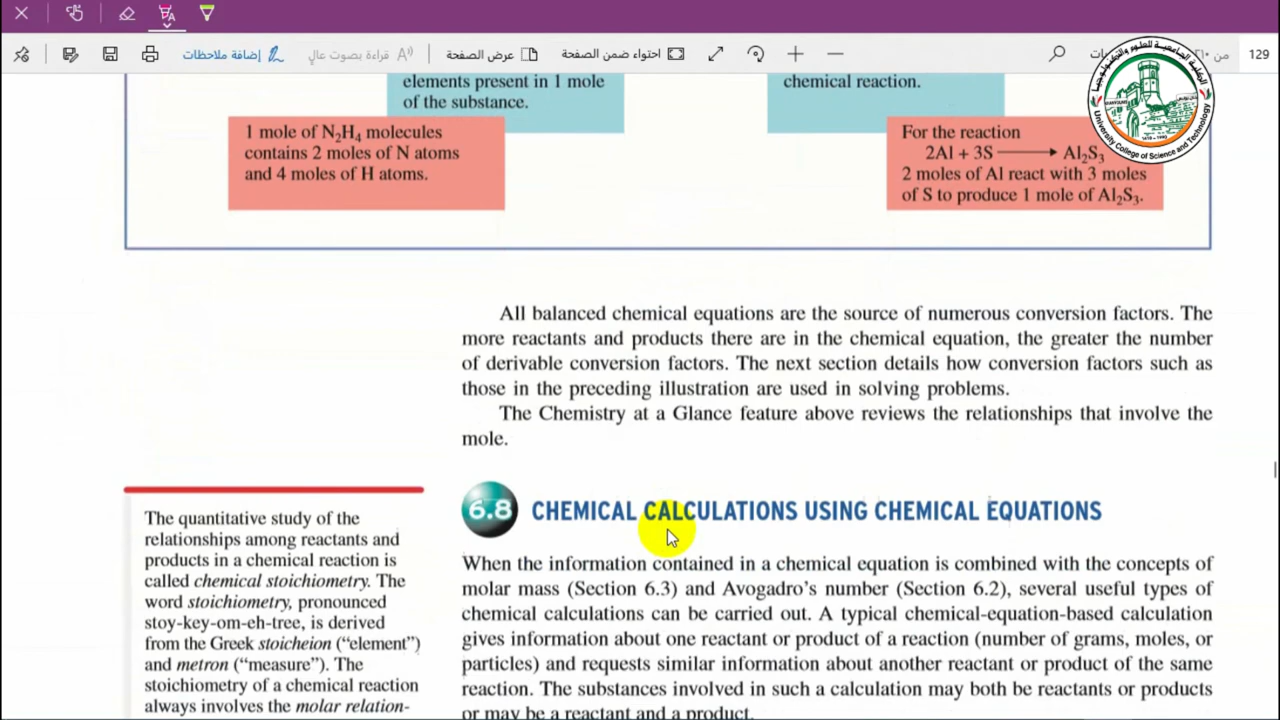 إضافة ملاحظات
قراءة بصوت عالٍ
عرض الصفحة
احتواء ضمن الصفحة
129
من
elements present in 1 mole
of the substance.
chemical reaction.
1 mole of N₂H₄ molecules
contains 2 moles of N atoms
and 4 moles of H atoms.
For the reaction
2Al + 3S ⟶ Al₂S₃
2 moles of Al react with 3 moles
of S to produce 1 mole of Al₂S₃.
University College of Science and Technology
All balanced chemical equations are the source of numerous conversion factors. The
more reactants and products there are in the chemical equation, the greater the number
of derivable conversion factors. The next section details how conversion factors such as
those in the preceding illustration are used in solving problems.
The Chemistry at a Glance feature above reviews the relationships that involve the
mole.
6.8 CHEMICAL CALCULATIONS USING CHEMICAL EQUATIONS
The quantitative study of the
relationships among reactants and
products in a chemical reaction is
called chemical stoichiometry. The
word stoichiometry, pronounced
stoy-key-om-eh-tree, is derived
from the Greek stoicheion (“element”)
and metron (“measure”). The
stoichiometry of a chemical reaction
always involves the molar relation-
When the information contained in a chemical equation is combined with the concepts of
molar mass (Section 6.3) and Avogadro’s number (Section 6.2), several useful types of
chemical calculations can be carried out. A typical chemical-equation-based calculation
gives information about one reactant or product of a reaction (number of grams, moles, or
particles) and requests similar information about another reactant or product of the same
reaction. The substances involved in such a calculation may both be reactants or products
or may be a reactant and a product.